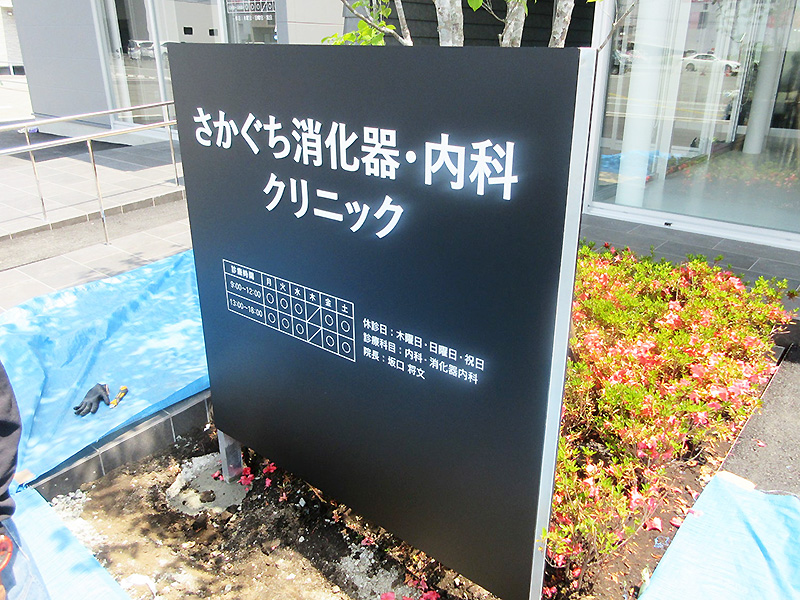 さかぐち消化器・内科
クリニック
診療時間 月 火 水 木 金 土
9:00~12:00 ○ ○ ○ ／ ○ ○
13:00~18:00 ○ ○ ○ ／ ○ ○
休診日：木曜日・日曜日・祝日
診療科目：内科・消化器内科
院長：坂口 将文